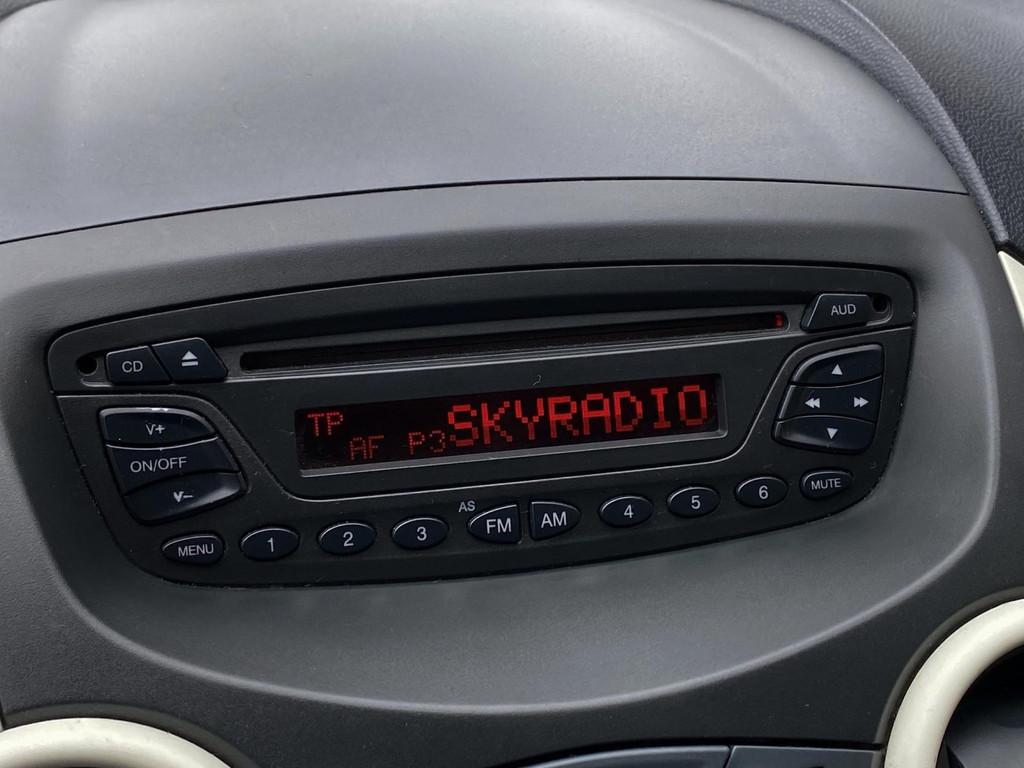 AUD
CD
TP
AF P3 SKYRADIO
V+
ON/OFF
V-
MENU 1 2 3 AS FM AM 4 5 6 MUTE